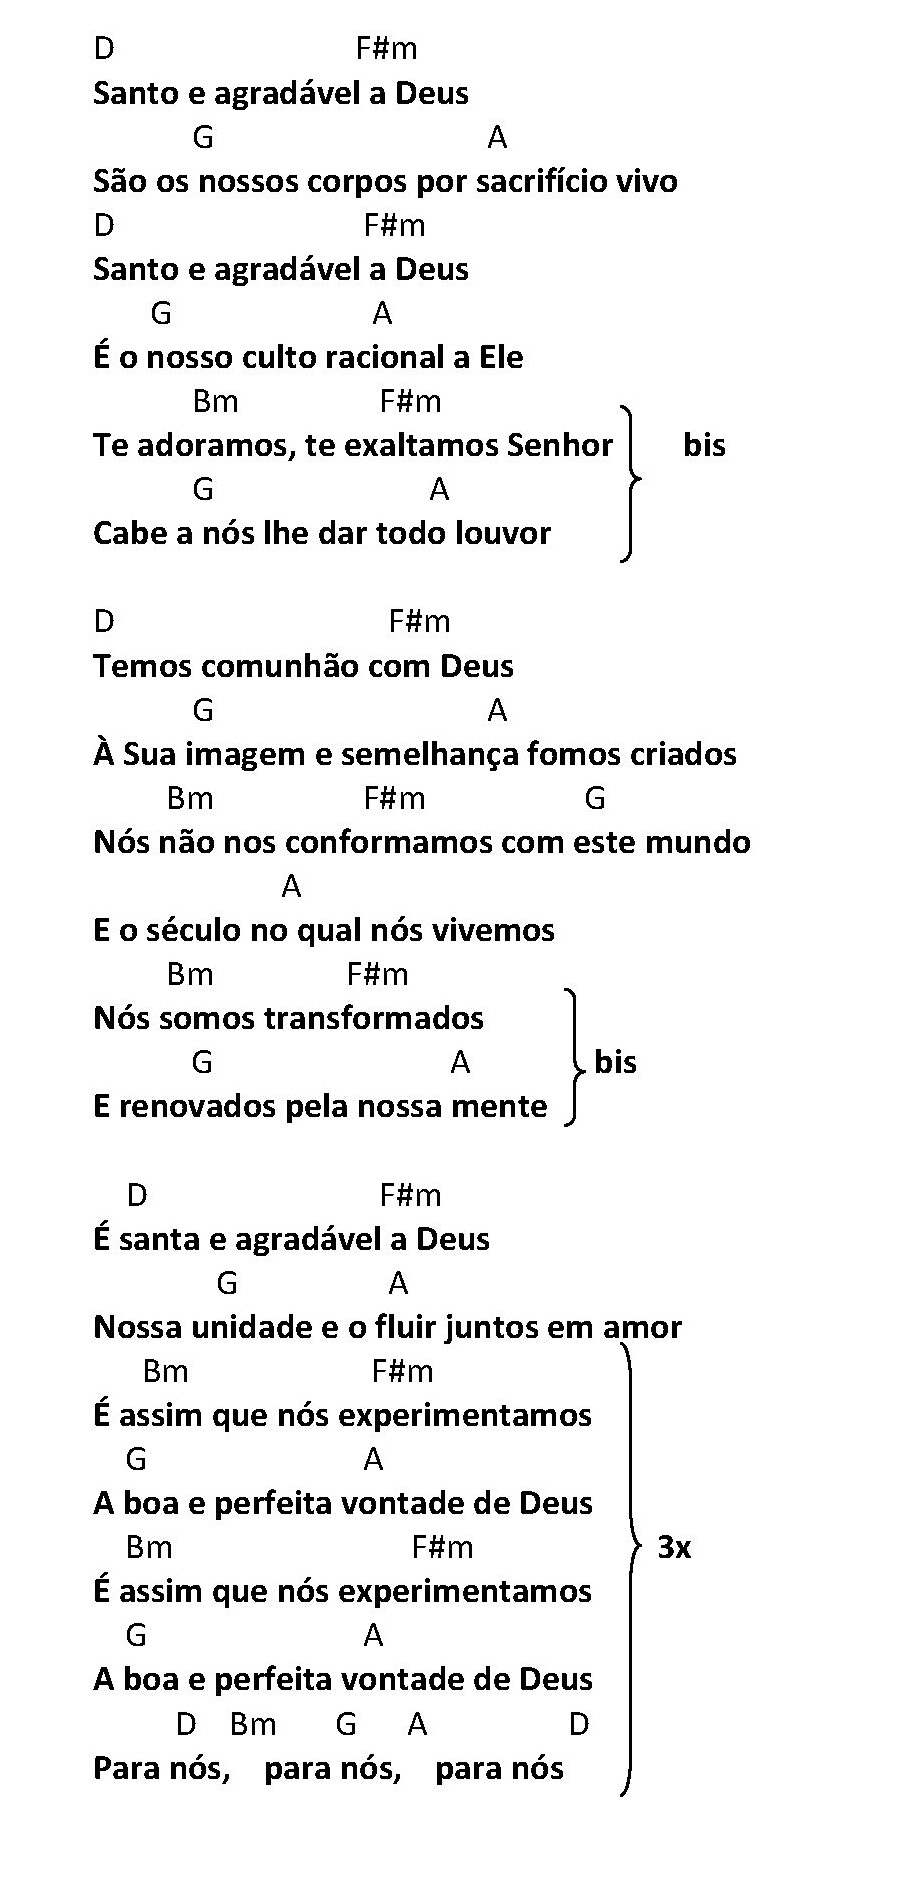 D F#m
Santo e agradável a Deus
G A
São os nossos corpos por sacrifício vivo
D F#m
Santo e agradável a Deus
G A
É o nosso culto racional a Ele
Bm F#m
Te adoramos, te exaltamos Senhor bis
G A
Cabe a nós lhe dar todo louvor
D F#m
Temos comunhão com Deus
G A
À Sua imagem e semelhança fomos criados
Bm F#m G
Nós não nos conformamos com este mundo
A
E o século no qual nós vivemos
Bm F#m
Nós somos transformados
G A bis
E renovados pela nossa mente
D F#m
É santa e agradável a Deus
G A
Nossa unidade e o fluir juntos em amor
Bm F#m
É assim que nós experimentamos
G A
A boa e perfeita vontade de Deus
Bm F#m 3x
É assim que nós experimentamos
G A
A boa e perfeita vontade de Deus
D Bm G A D
Para nós, para nós, para nós